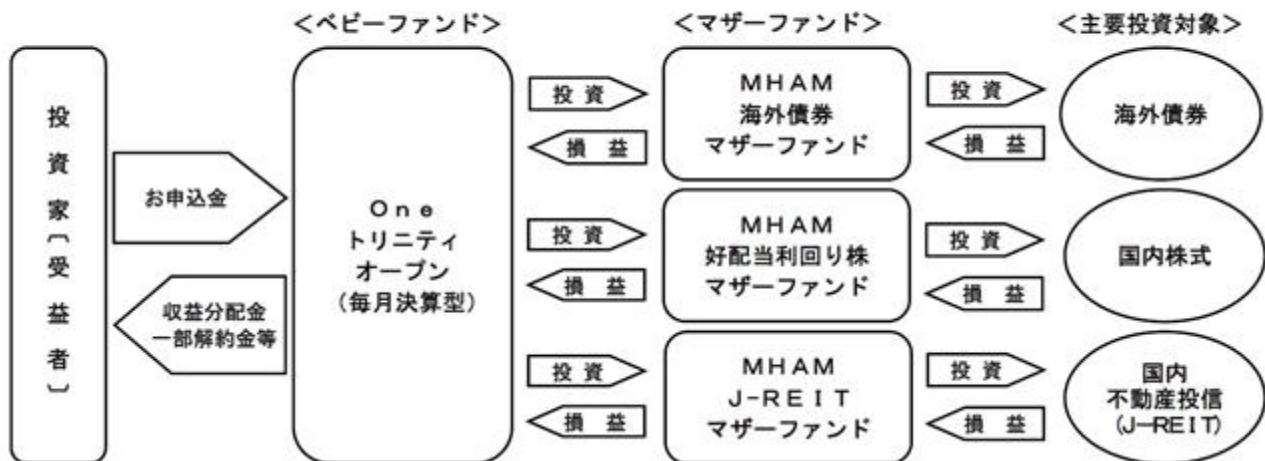 ＜ベビーファンド＞
＜マザーファンド＞
＜主要投資対象＞
投資家〔受益者〕
お申込金
収益分配金
一部解約金等
Ｏｎｅ
トリニティ
オープン
（毎月決算型）
投資
損益
ＭＨＡＭ
海外債券
マザーファンド
投資
損益
海外債券
投資
損益
ＭＨＡＭ
好配当利回り株
マザーファンド
投資
損益
国内株式
投資
損益
ＭＨＡＭ
Ｊ-ＲＥＩＴ
マザーファンド
投資
損益
国内
不動産投信
(J-REIT)